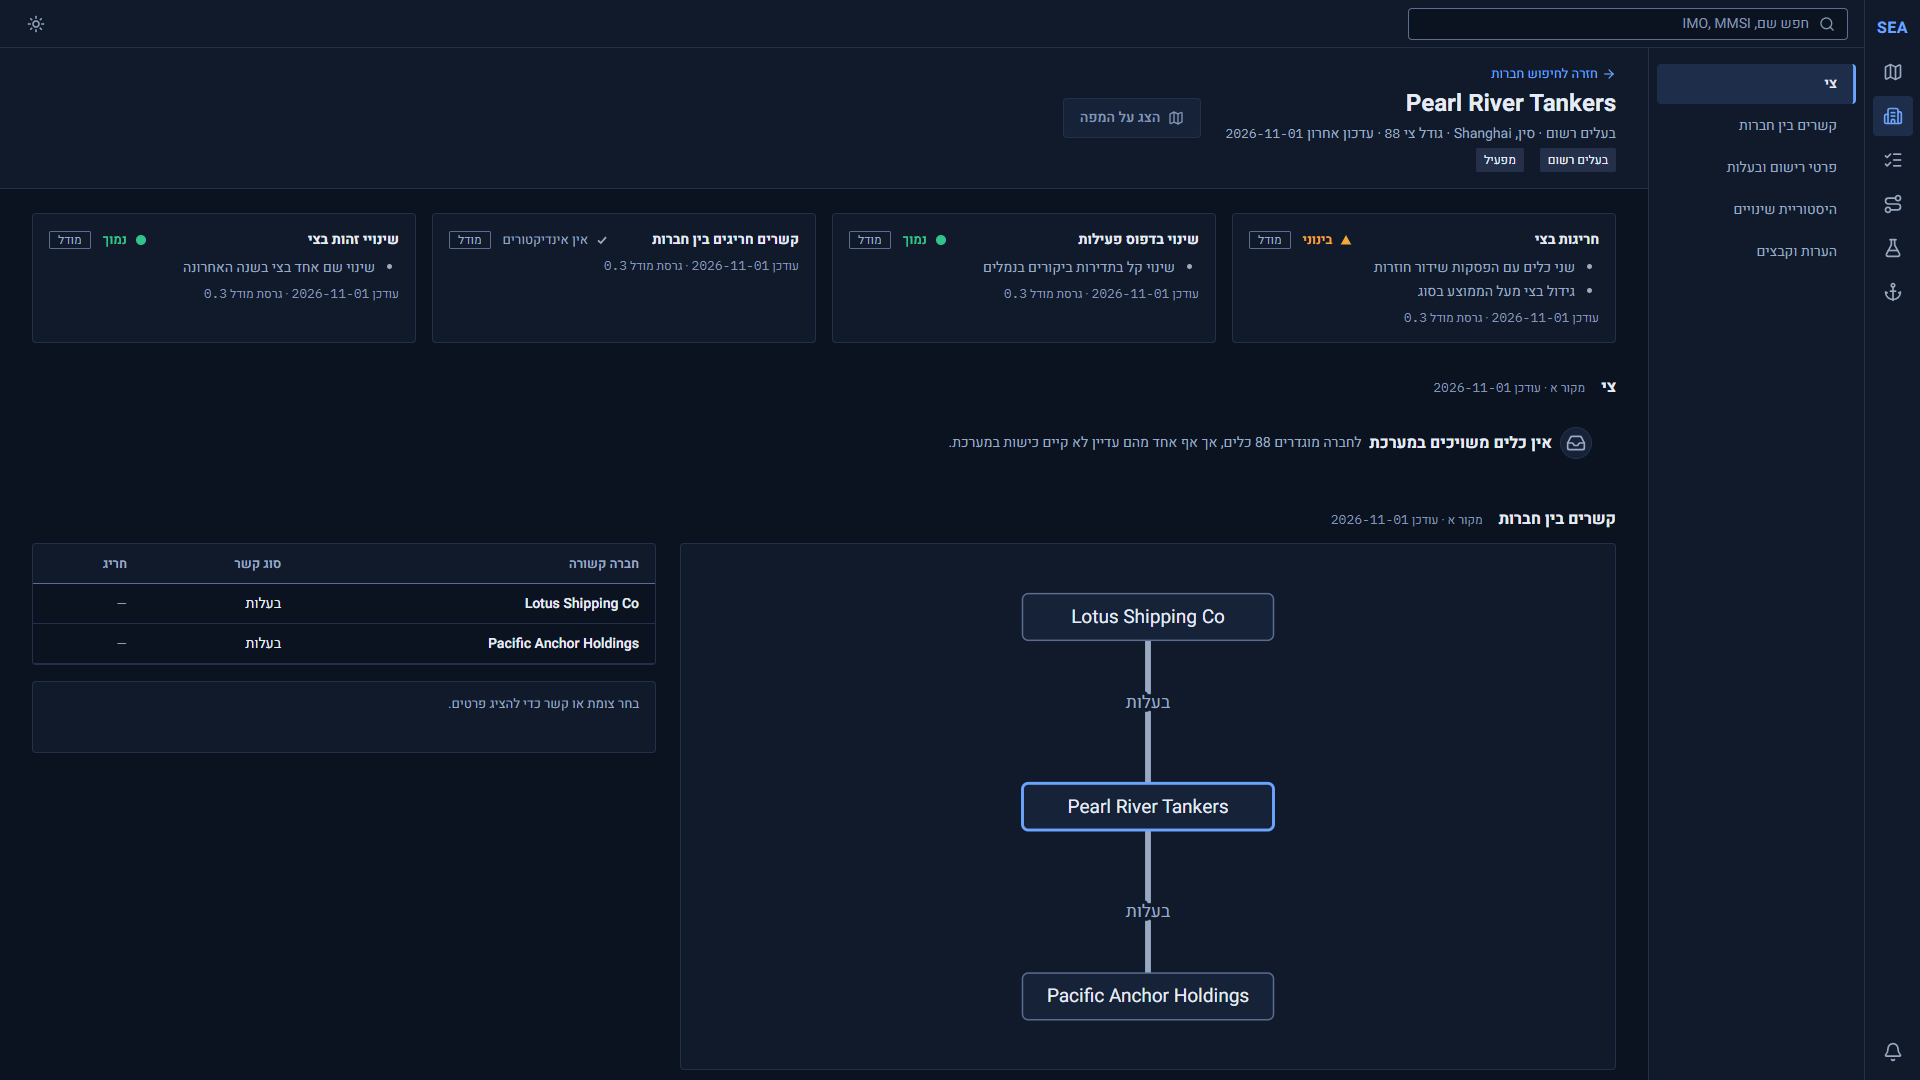 SEA
חפש שם, IMO, MMSI
צי
קשרים בין חברות
פרטי רישום ובעלות
היסטוריית שינויים
הערות וקבצים
חזרה לחיפוש חברות
Pearl River Tankers
בעלים רשום · סין, Shanghai · גודל צי 88 · עדכון אחרון 2026-11-01
בעלים רשום
מפעיל
הצג על המפה
חריגות בצי
בינוני
מודל
שני כלים עם הפסקות שידור חוזרות
גידול בצי מעל הממוצע בסוג
עודכן 2026-11-01 · גרסת מודל 0.3
שינוי בדפוס פעילות
נמוך
מודל
שינוי קל בתדירות ביקורים בנמלים
עודכן 2026-11-01 · גרסת מודל 0.3
קשרים חריגים בין חברות
אין אינדיקטורים
מודל
עודכן 2026-11-01 · גרסת מודל 0.3
שינויי זהות בצי
נמוך
מודל
שינוי שם אחד בצי בשנה האחרונה
עודכן 2026-11-01 · גרסת מודל 0.3
צי
מקור א · עודכן 2026-11-01
אין כלים משויכים במערכת
לחברה מוגדרים 88 כלים, אך אף אחד מהם עדיין לא קיים כישות במערכת.
קשרים בין חברות
מקור א · עודכן 2026-11-01
Lotus Shipping Co
בעלות
Pearl River Tankers
בעלות
Pacific Anchor Holdings
חברה קשורה סוג קשר חריג
Lotus Shipping Co בעלות —
Pacific Anchor Holdings בעלות —
בחר צומת או קשר כדי להציג פרטים.